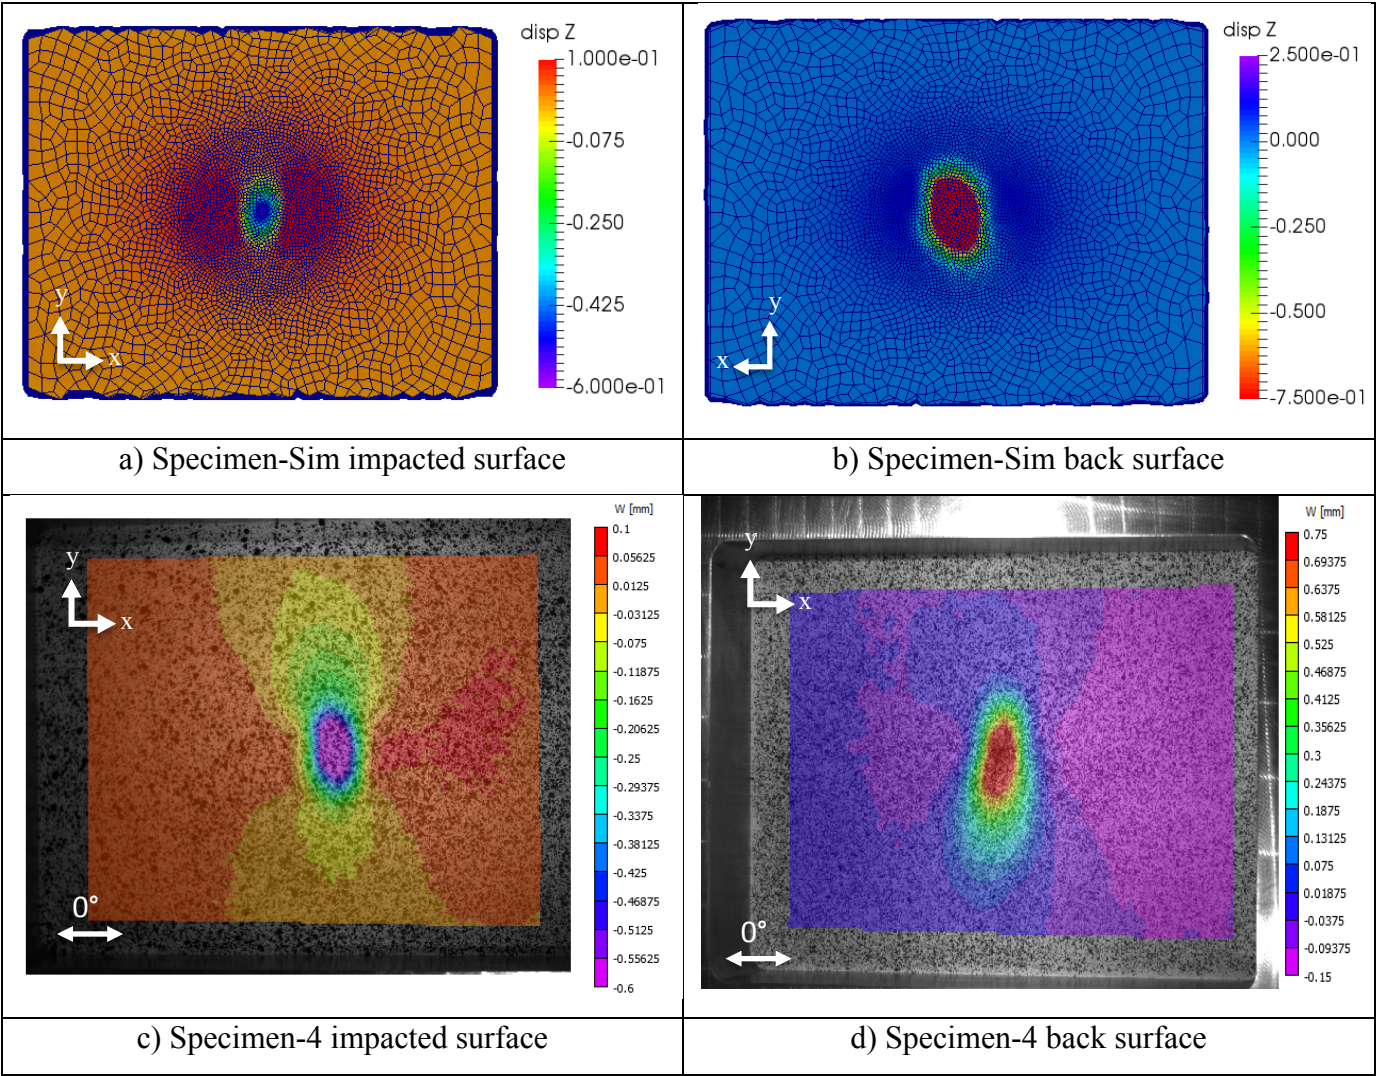 disp Z
1.000e-01
-0.075
-0.250
-0.425
-6.000e-01
y
x
disp Z
2.500e-01
0.000
-0.250
-0.500
-7.500e-01
y
x
a) Specimen-Sim impacted surface
b) Specimen-Sim back surface
W [mm]
0.1
0.05625
0.0125
-0.03125
-0.075
-0.11875
-0.1625
-0.20625
-0.25
-0.29375
-0.3375
-0.38125
-0.425
-0.46875
-0.5125
-0.55625
-0.6
y
x
0°
W [mm]
0.75
0.69375
0.6375
0.58125
0.525
0.46875
0.4125
0.35625
0.3
0.24375
0.1875
0.13125
0.075
0.01875
-0.0375
-0.09375
-0.15
y
x
0°
c) Specimen-4 impacted surface
d) Specimen-4 back surface